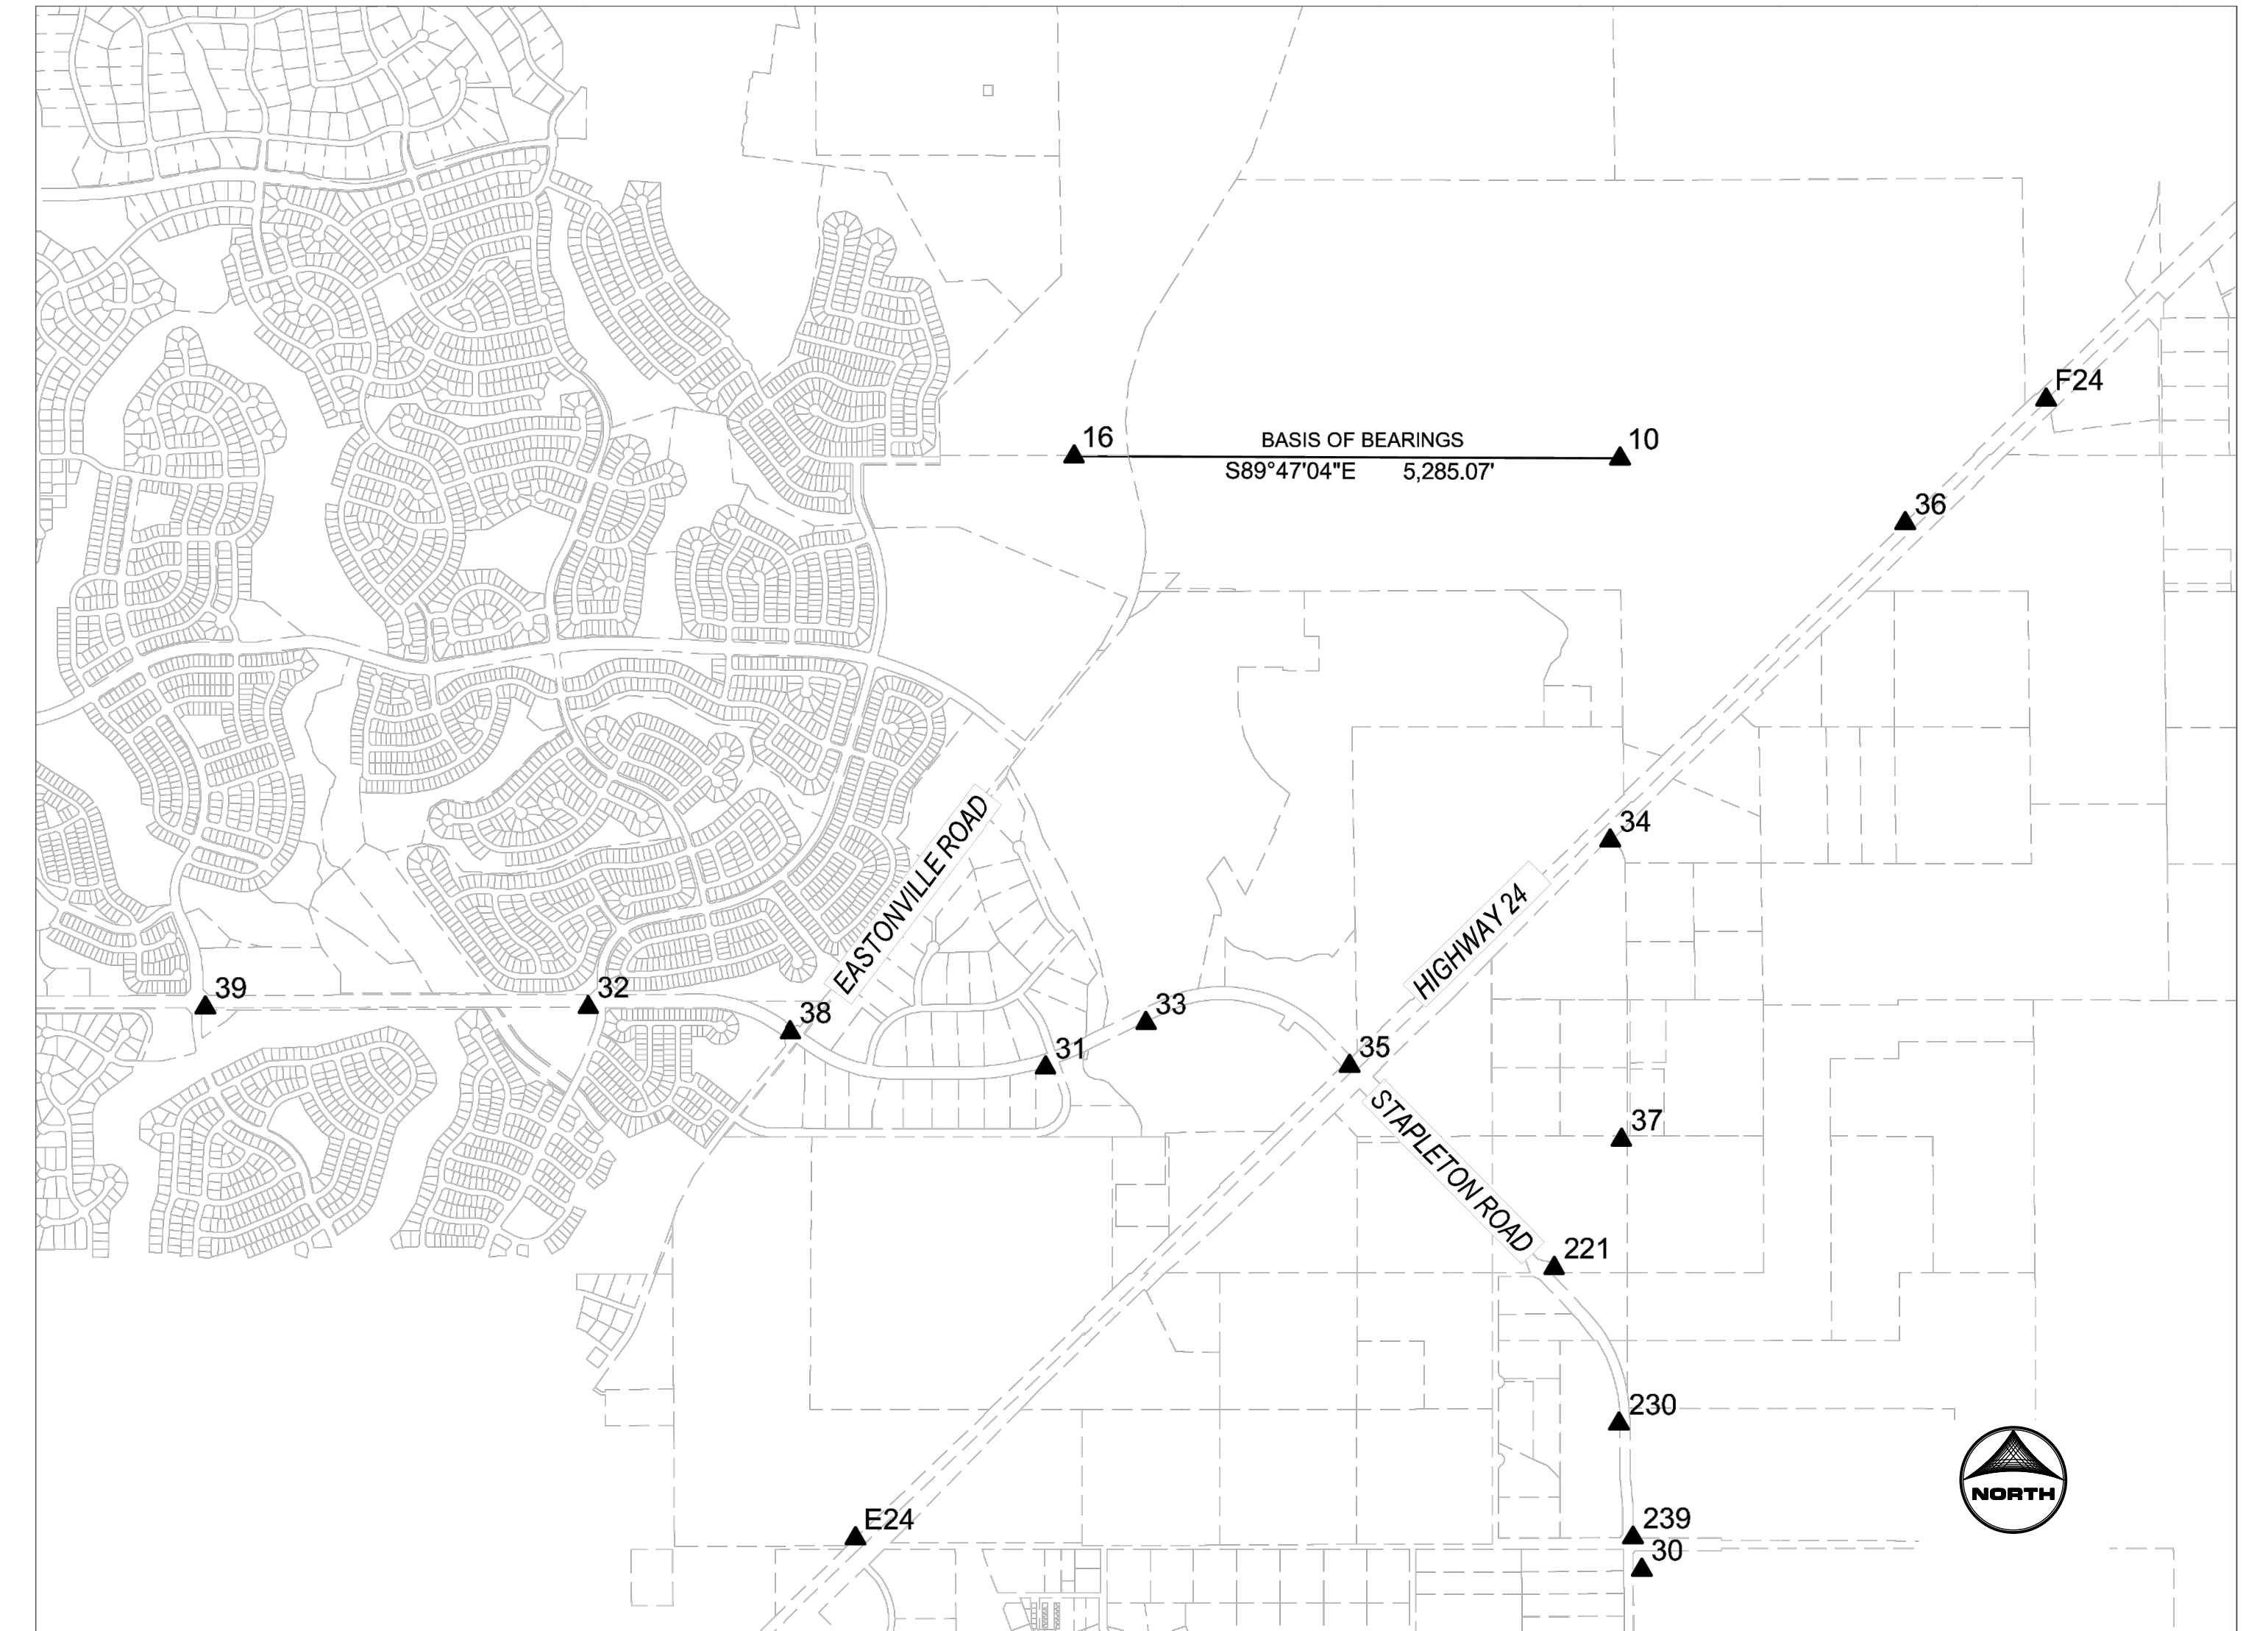 F24
16
BASIS OF BEARINGS
10
S89°47'04"E 5,285.07'
36
34
EASTONVILLE ROAD
HIGHWAY 24
39
32
38
33
31
35
STAPLETON ROAD
37
221
230
NORTH
E24
239
30